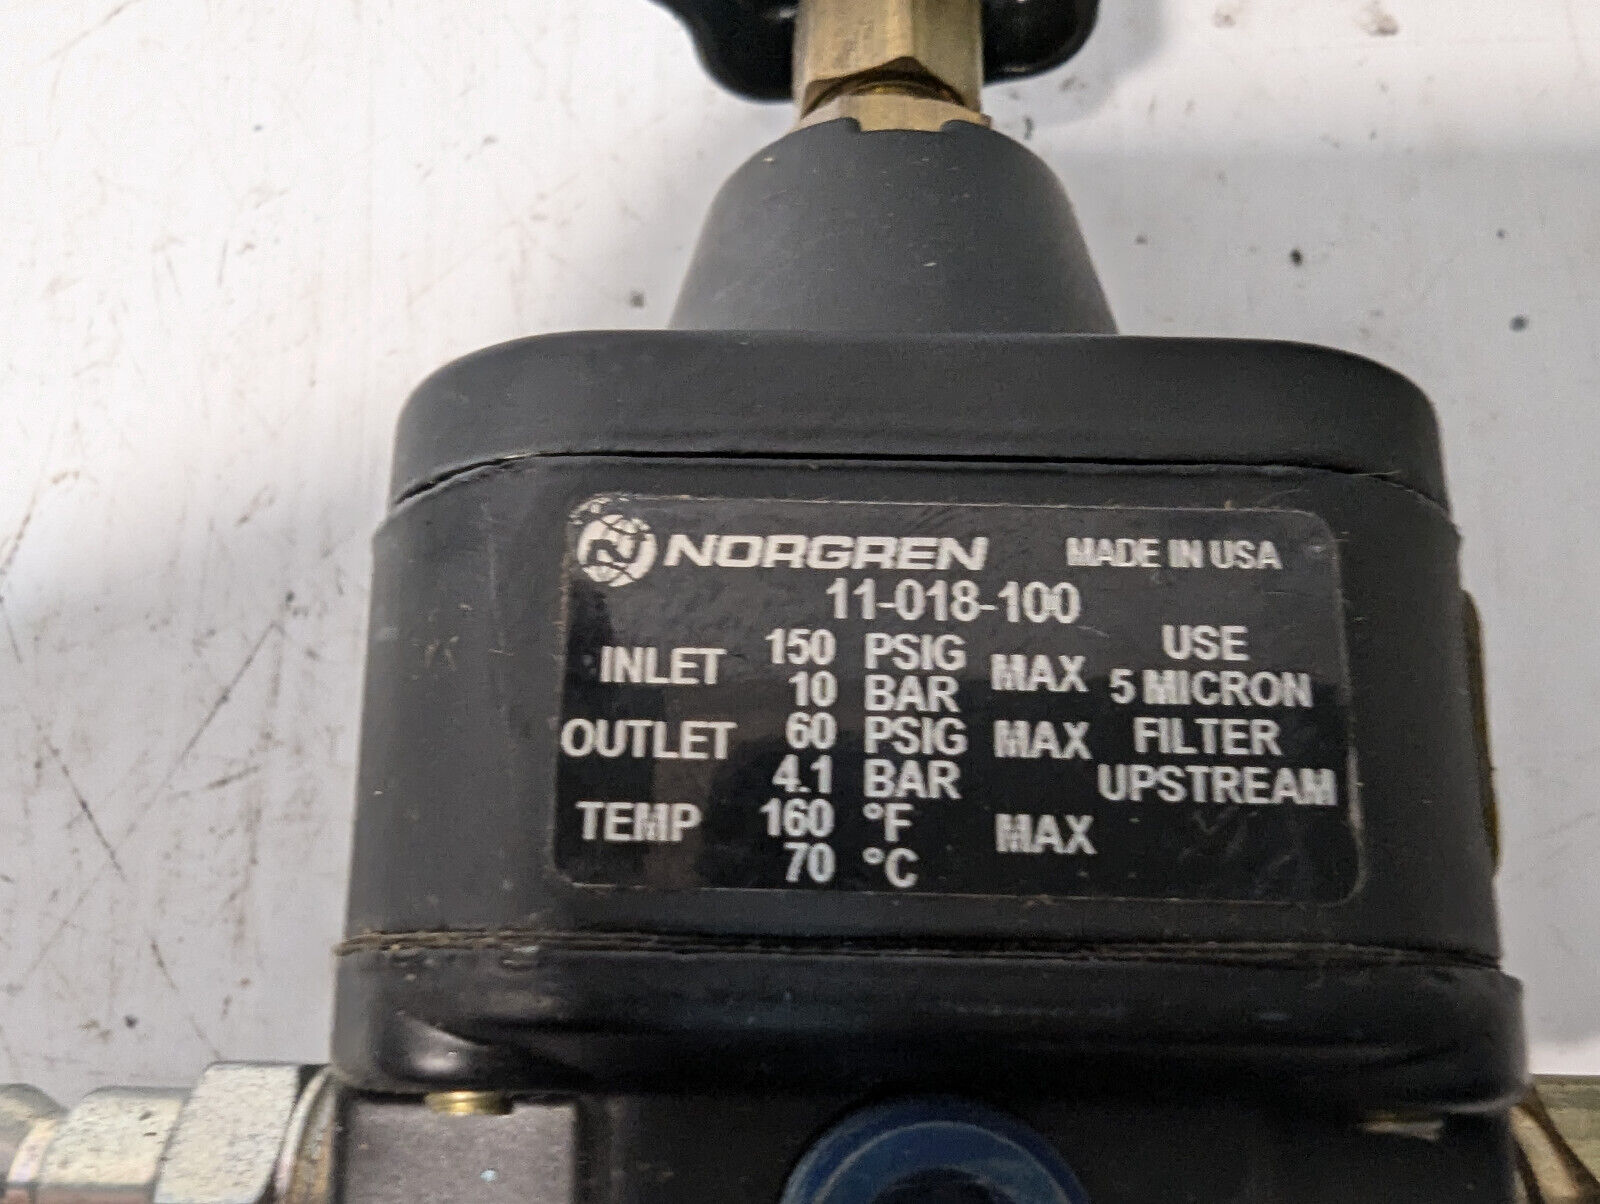 NORGREN MADE IN USA
11-018-100
INLET 150 PSIG MAX
10 BAR
OUTLET 60 PSIG MAX
4.1 BAR
TEMP 160 °F MAX
70 °C
USE
5 MICRON
FILTER
UPSTREAM